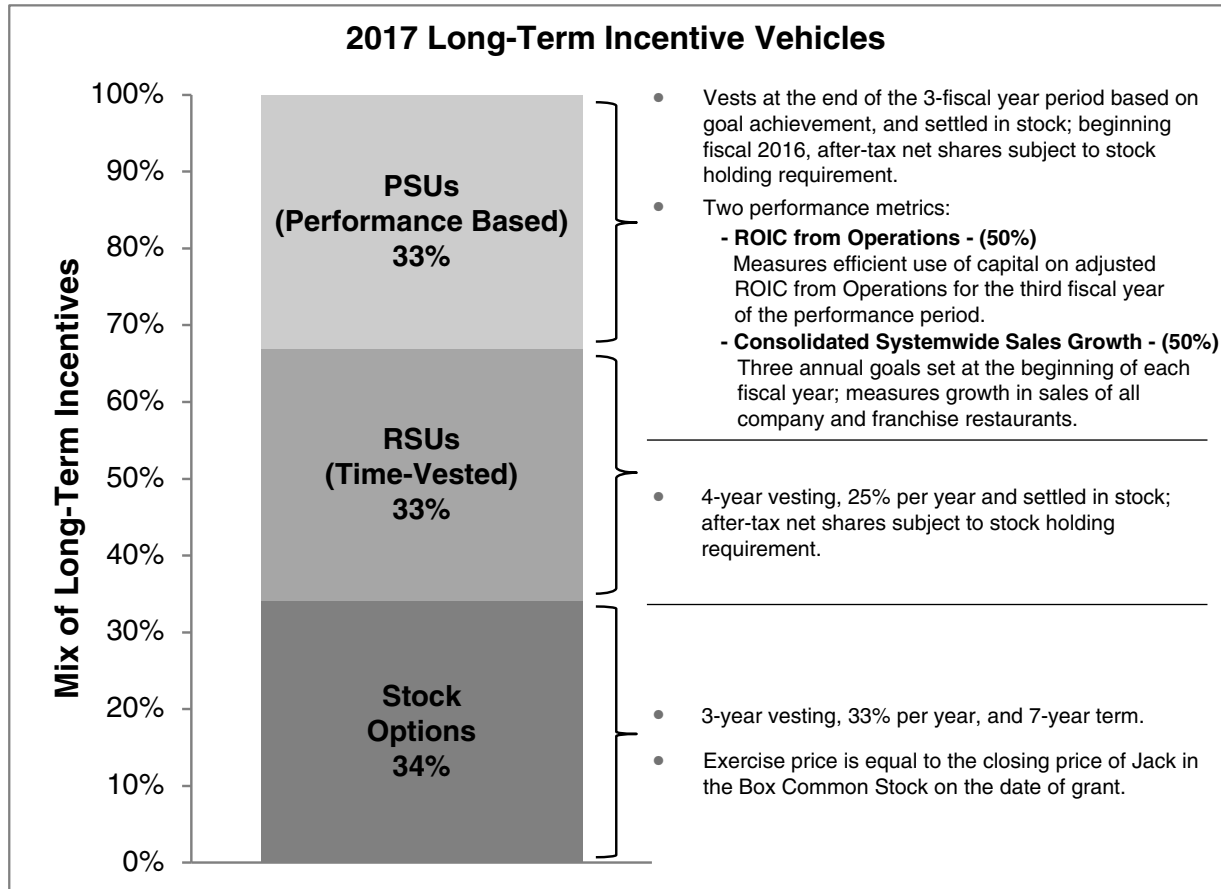 2017 Long-Term Incentive Vehicles
Mix of Long-Term Incentives
100%
90%
80%
70%
60%
50%
40%
30%
20%
10%
0%
PSUs
(Performance Based)
33%
RSUs
(Time-Vested)
33%
Stock
Options
34%
• Vests at the end of the 3-fiscal year period based on
goal achievement, and settled in stock; beginning
fiscal 2016, after-tax net shares subject to stock
holding requirement.
• Two performance metrics:
- ROIC from Operations - (50%)
Measures efficient use of capital on adjusted
ROIC from Operations for the third fiscal year
of the performance period.
- Consolidated Systemwide Sales Growth - (50%)
Three annual goals set at the beginning of each
fiscal year; measures growth in sales of all
company and franchise restaurants.
• 4-year vesting, 25% per year and settled in stock;
after-tax net shares subject to stock holding
requirement.
• 3-year vesting, 33% per year, and 7-year term.
• Exercise price is equal to the closing price of Jack in
the Box Common Stock on the date of grant.